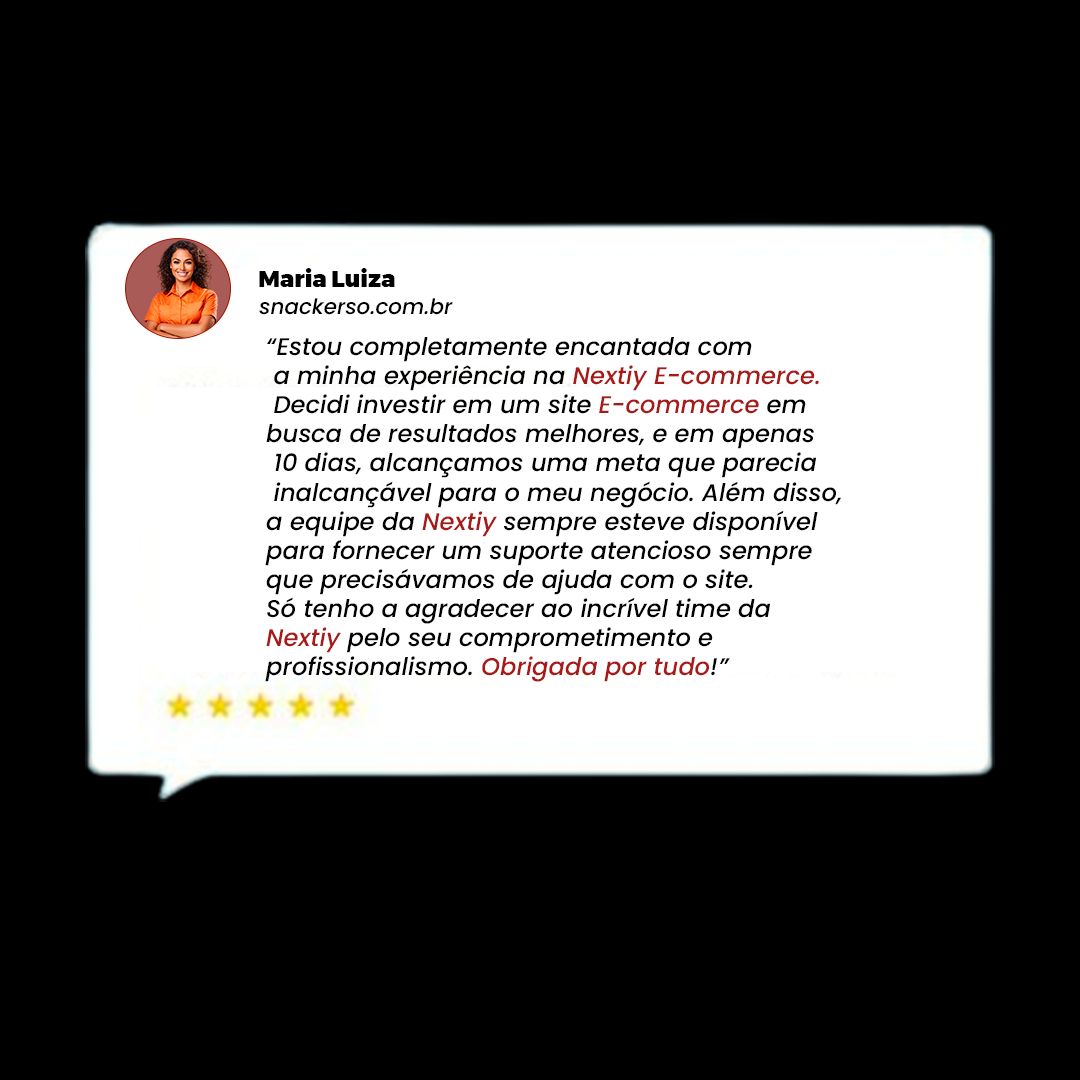 Maria Luiza
snackerso.com.br
“Estou completamente encantada com
a minha experiência na Nextiy E-commerce.
Decidi investir em um site E-commerce em
busca de resultados melhores, e em apenas
10 dias, alcançamos uma meta que parecia
inalcançável para o meu negócio. Além disso,
a equipe da Nextiy sempre esteve disponível
para fornecer um suporte atencioso sempre
que precisávamos de ajuda com o site.
Só tenho a agradecer ao incrível time da
Nextiy pelo seu comprometimento e
profissionalismo. Obrigada por tudo!”